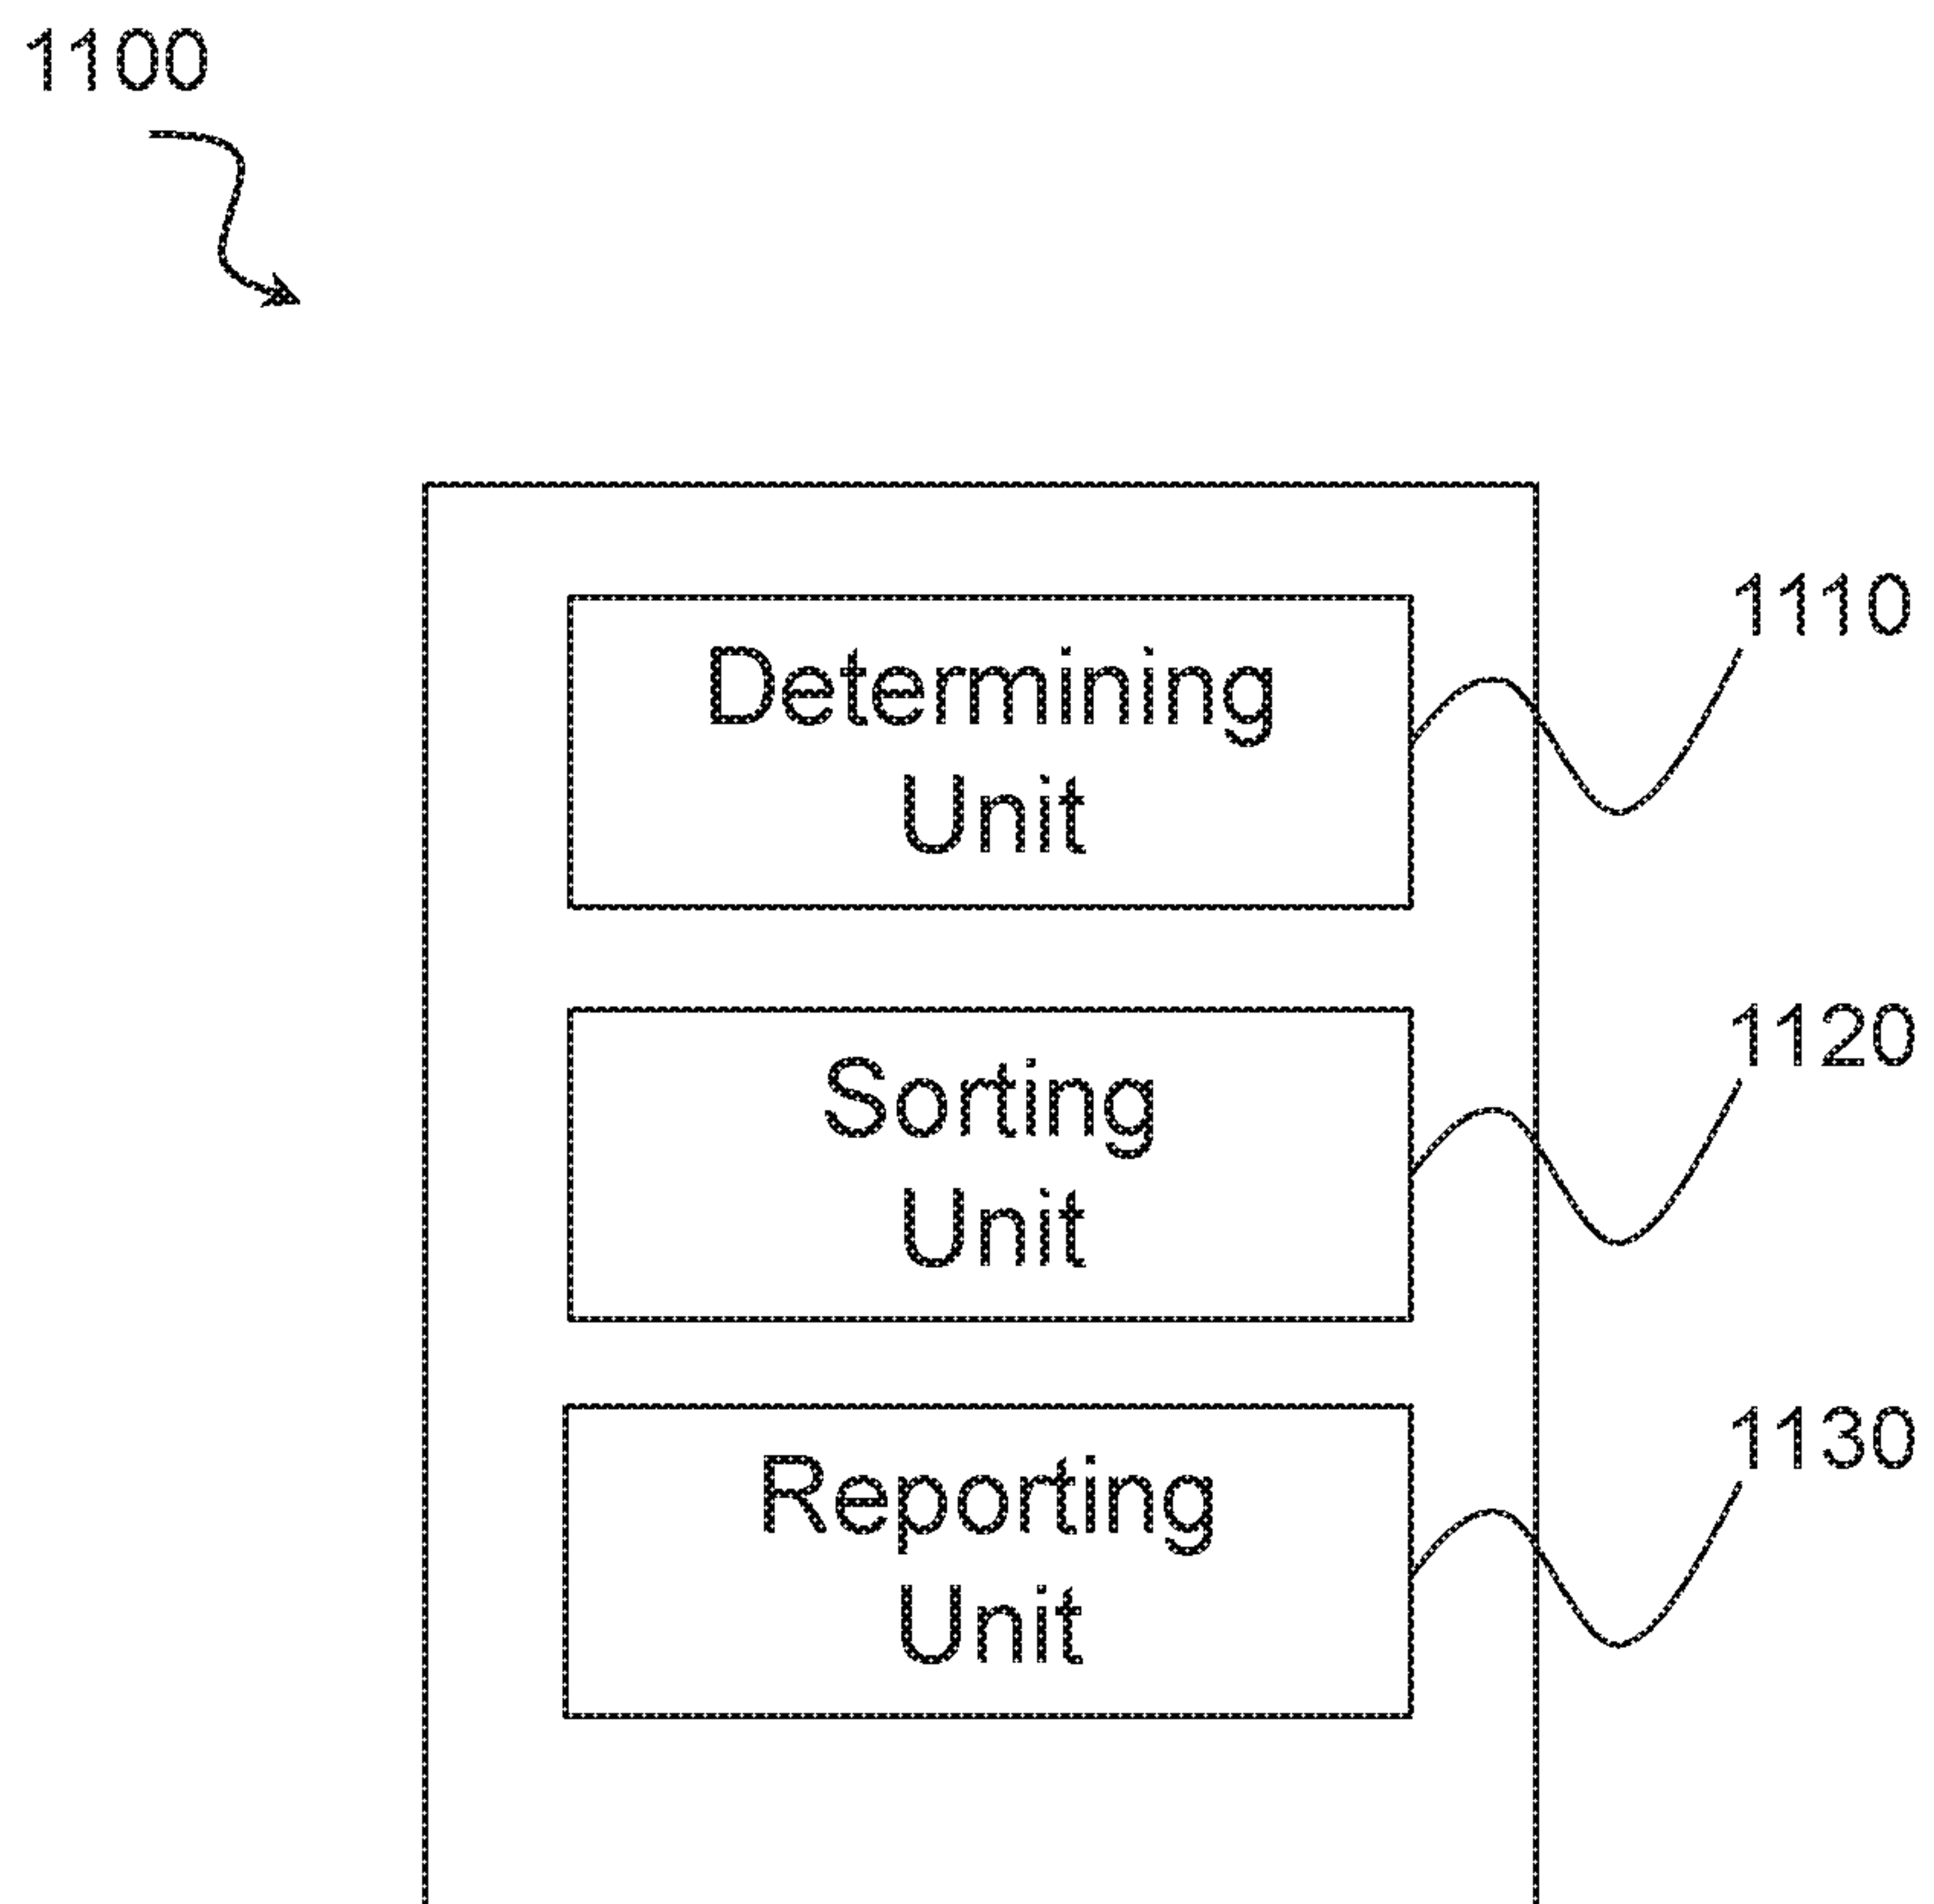 1100
Determining
Unit
1110
Sorting
Unit
1120
Reporting
Unit
1130